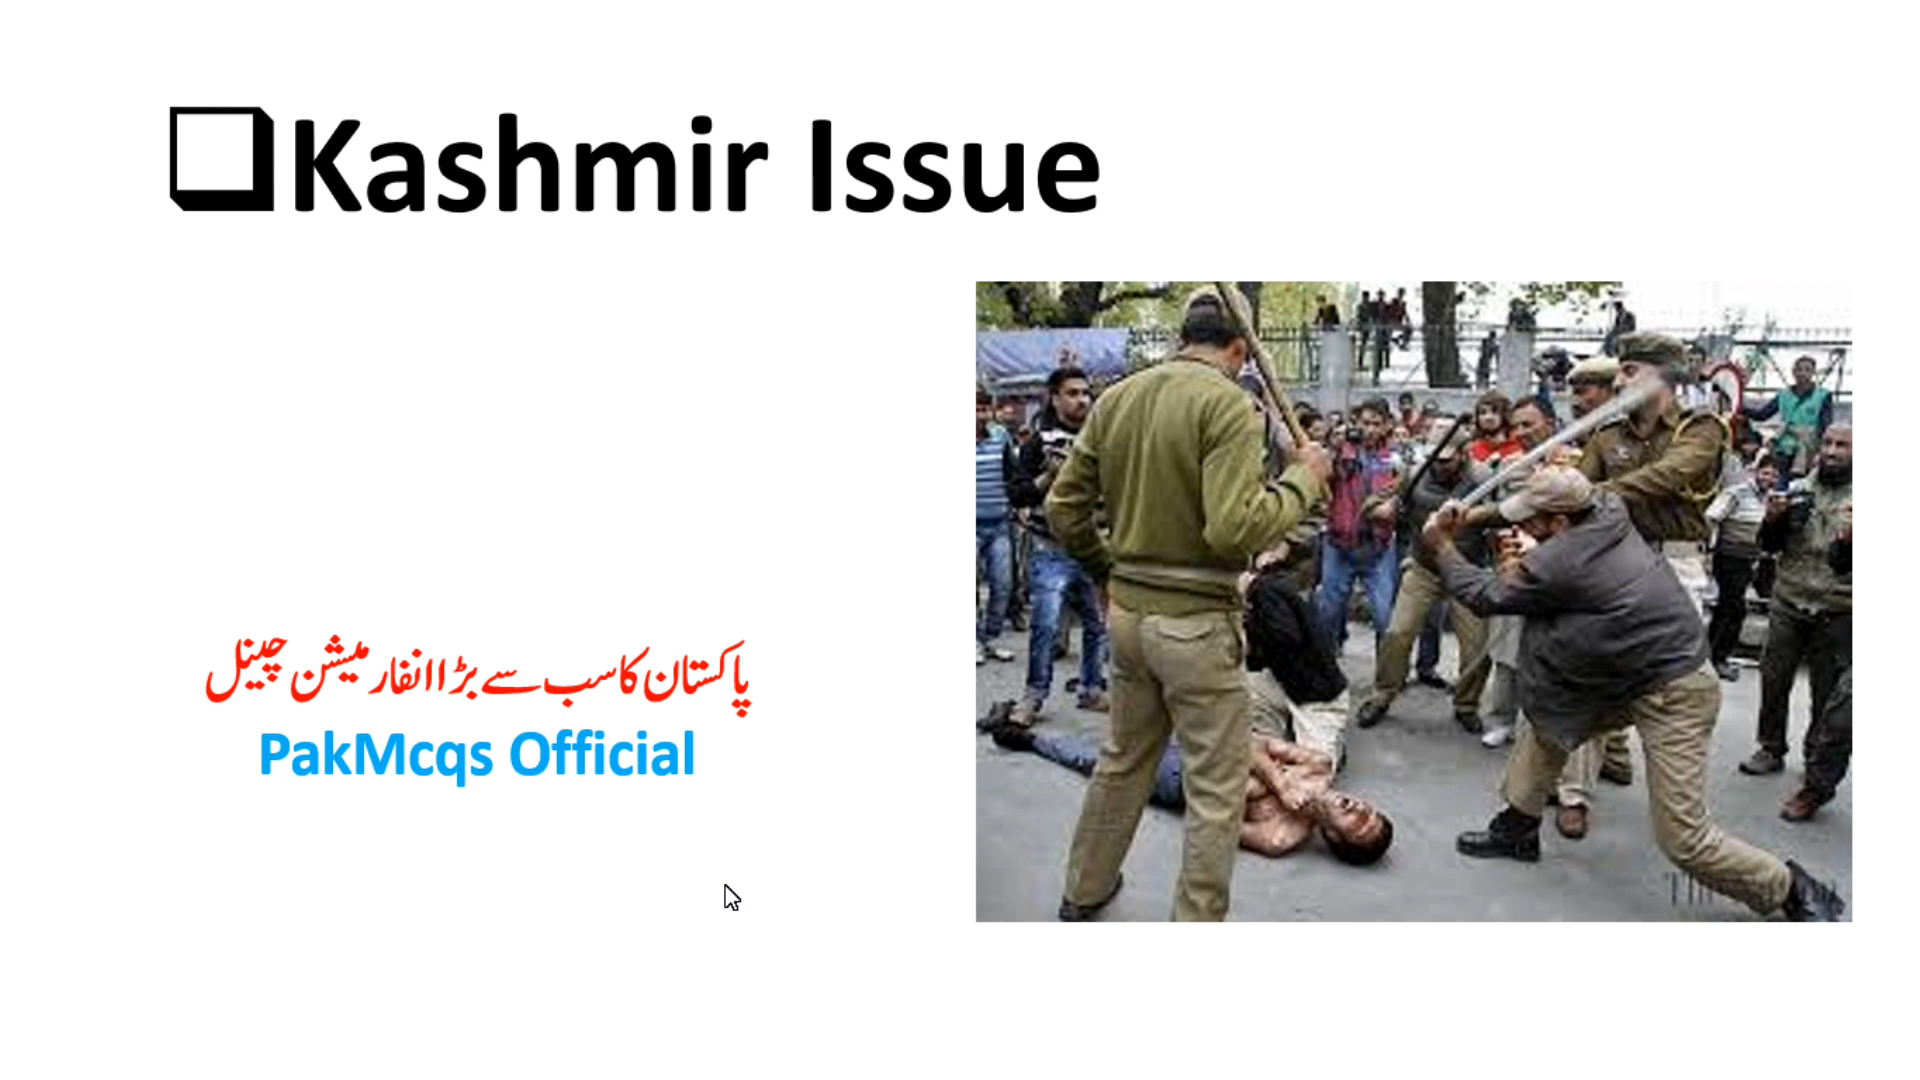 ❑Kashmir Issue
پاکستان کا سب سے بڑا انفارمیشن چینل
PakMcqs Official